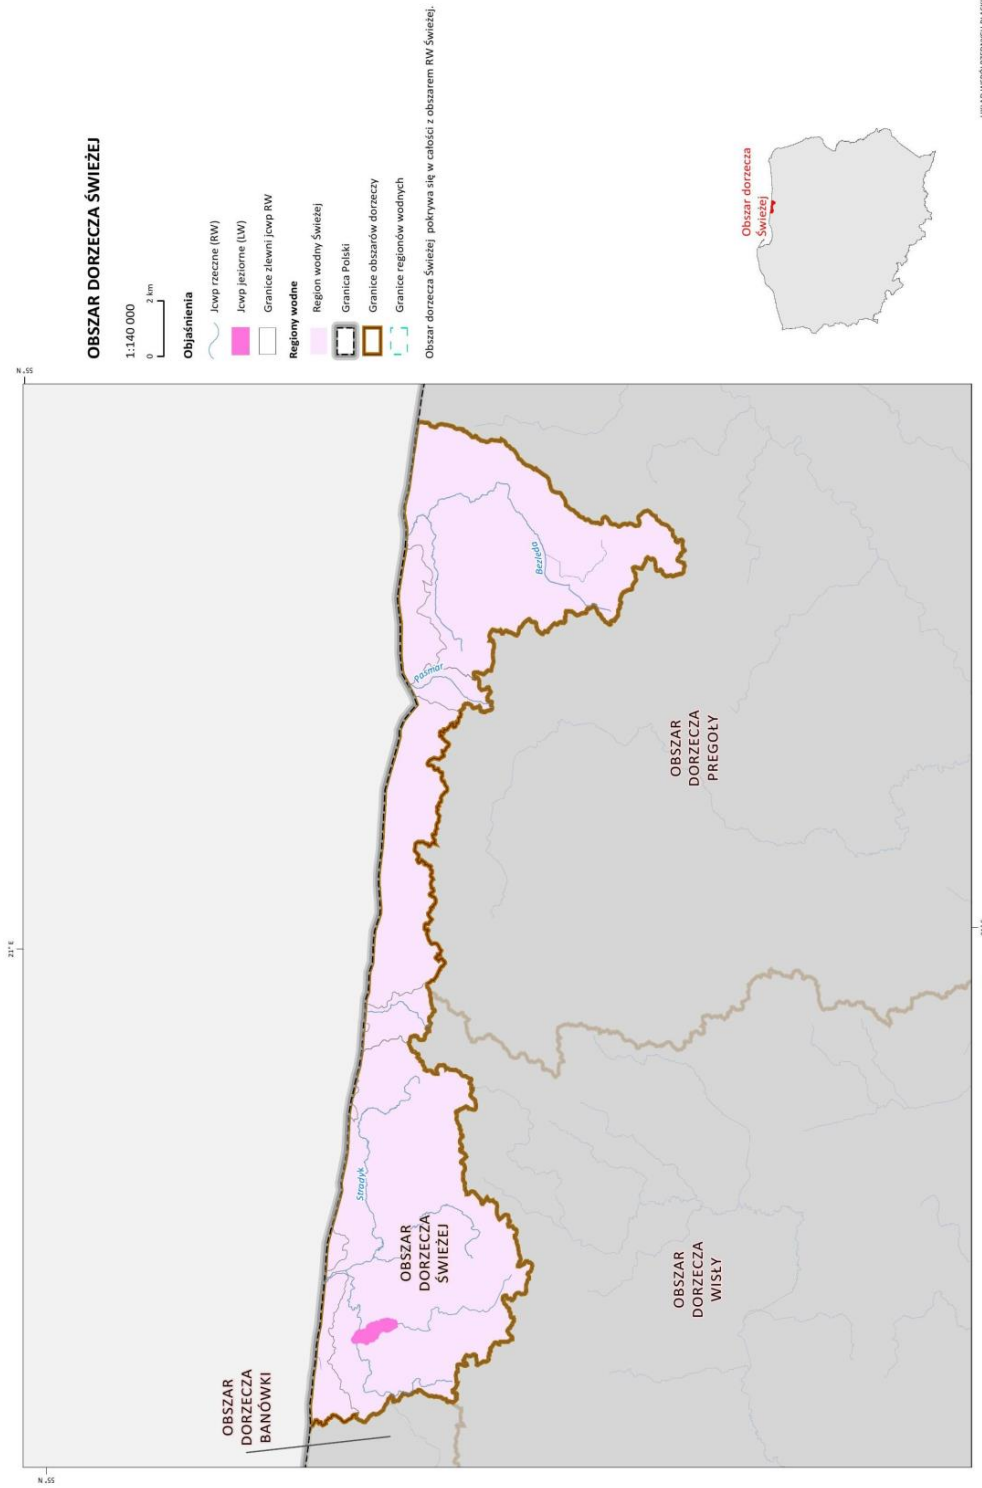 OBSZAR DORZECZA ŚWIEŻEJ
1:140 000
0 2 km
Objaśnienia
Jcwp rzeczne (RW)
Jcwp jeziorne (LW)
Granice zlewni jcwp RW
Regiony wodne
Region wodny Świeżej
Granica Polski
Granice obszarów dorzeczy
Granice regionów wodnych
Obszar dorzecza Świeżej pokrywa się w całości z obszarem RW Świeżej.
Obszar dorzecza
Świeżej
N .55
N .55
21° E
OBSZAR
DORZECZA
BANÓWKI
OBSZAR
DORZECZA
ŚWIEŻEJ
Stradyk
Pasmar
Bezleda
OBSZAR
DORZECZA
WISŁY
OBSZAR
DORZECZA
PREGOŁY